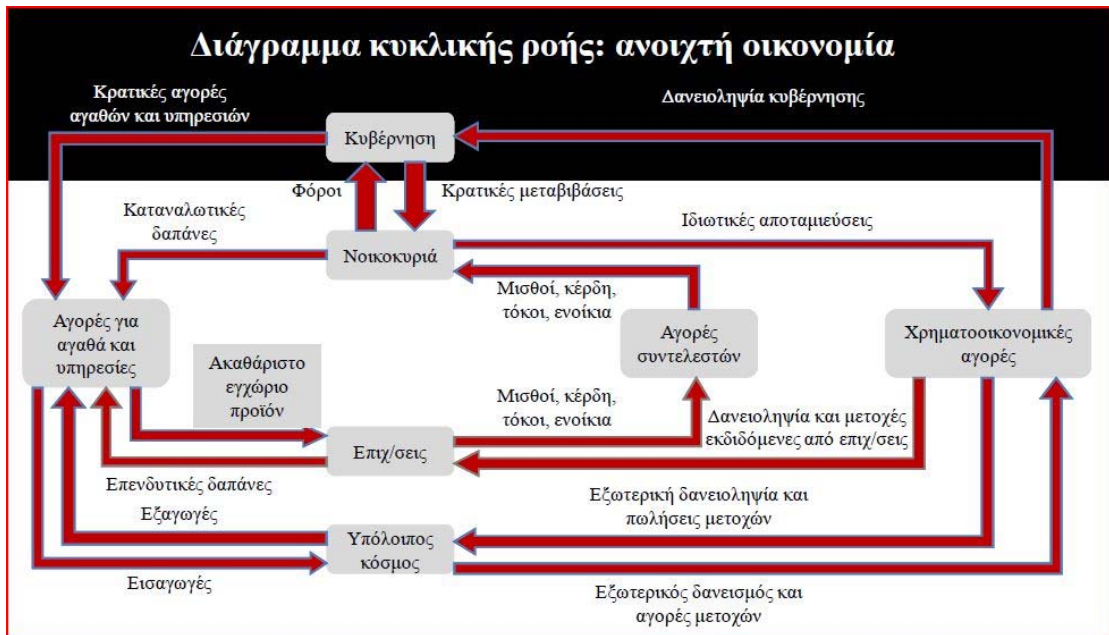 Διάγραμμα κυκλικής ροής: ανοιχτή οικονομία
Κρατικές αγορές
αγαθών και υπηρεσιών
Δανειοληψία κυβέρνησης
Κυβέρνηση
Φόροι
Κρατικές μεταβιβάσεις
Καταναλωτικές
δαπάνες
Ιδιωτικές αποταμιεύσεις
Νοικοκυριά
Μισθοί, κέρδη,
τόκοι, ενοίκια
Αγορές για
αγαθά και
υπηρεσίες
Αγορές
συντελεστών
Χρηματοοικονομικές
αγορές
Ακαθάριστο
εγχώριο
προϊόν
Μισθοί, κέρδη,
τόκοι, ενοίκια
Δανειοληψία και μετοχές
εκδιδόμενες από επιχ/σεις
Επιχ/σεις
Επενδυτικές δαπάνες
Εξαγωγές
Εξωτερική δανειοληψία και
πωλήσεις μετοχών
Υπόλοιπος
κόσμος
Εισαγωγές
Εξωτερικός δανεισμός και
αγορές μετοχών